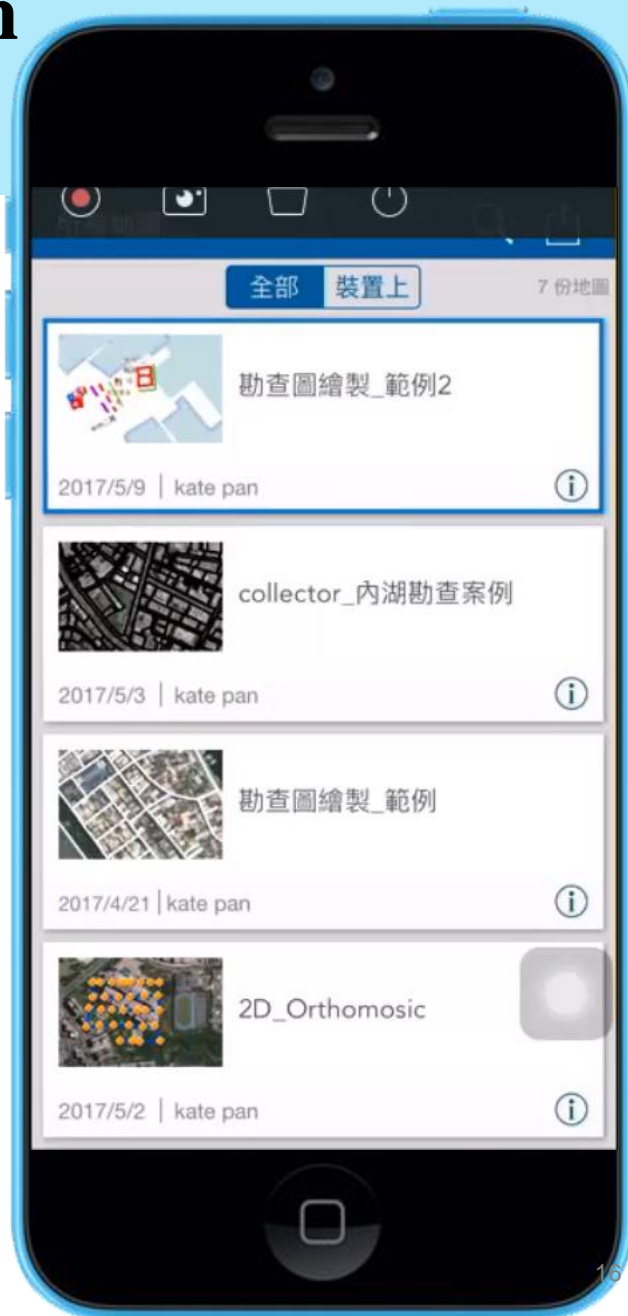 n
全部 裝置上 7 份地圖
勘查圖繪製_範例2
2017/5/9 | kate pan
collector_內湖勘查案例
2017/5/3 | kate pan
勘查圖繪製_範例
2017/4/21 | kate pan
2D_Orthomosic
2017/5/2 | kate pan
16